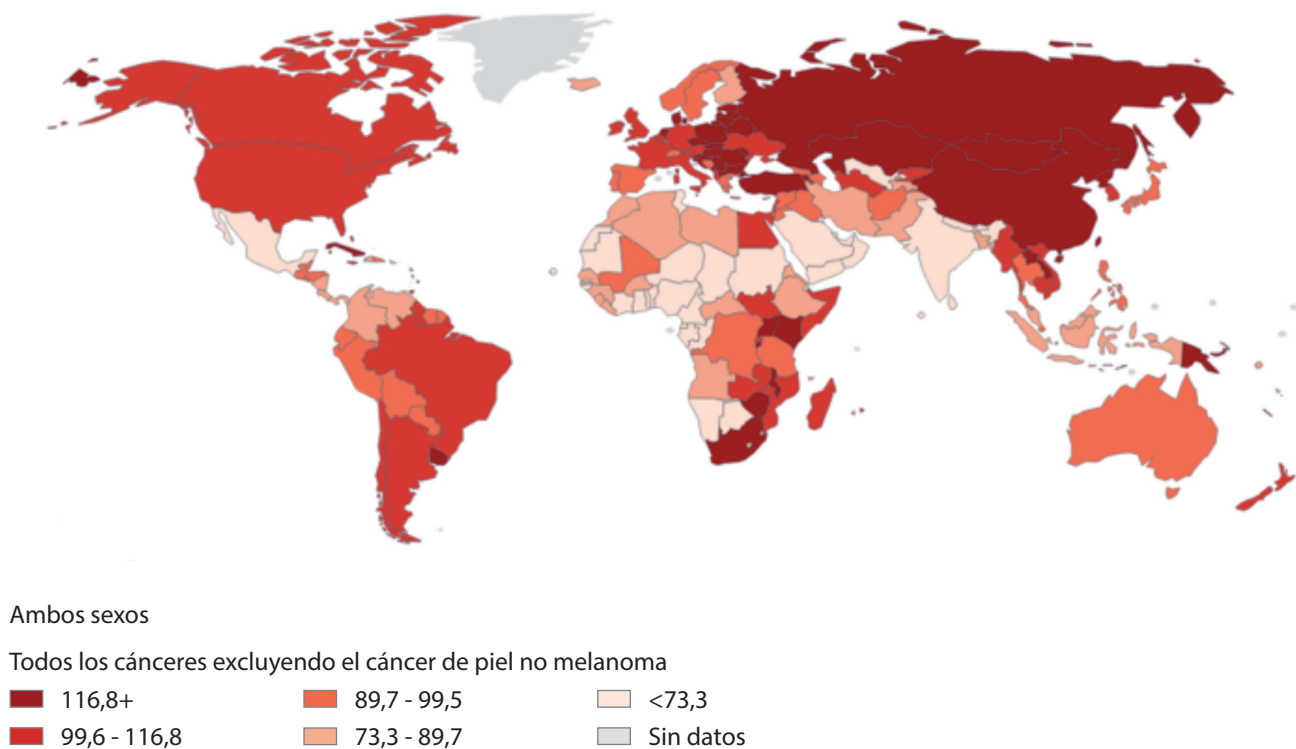 Ambos sexos
Todos los cánceres excluyendo el cáncer de piel no melanoma
116,8+ 89,7 - 99,5 <73,3
99,6 - 116,8 73,3 - 89,7 Sin datos